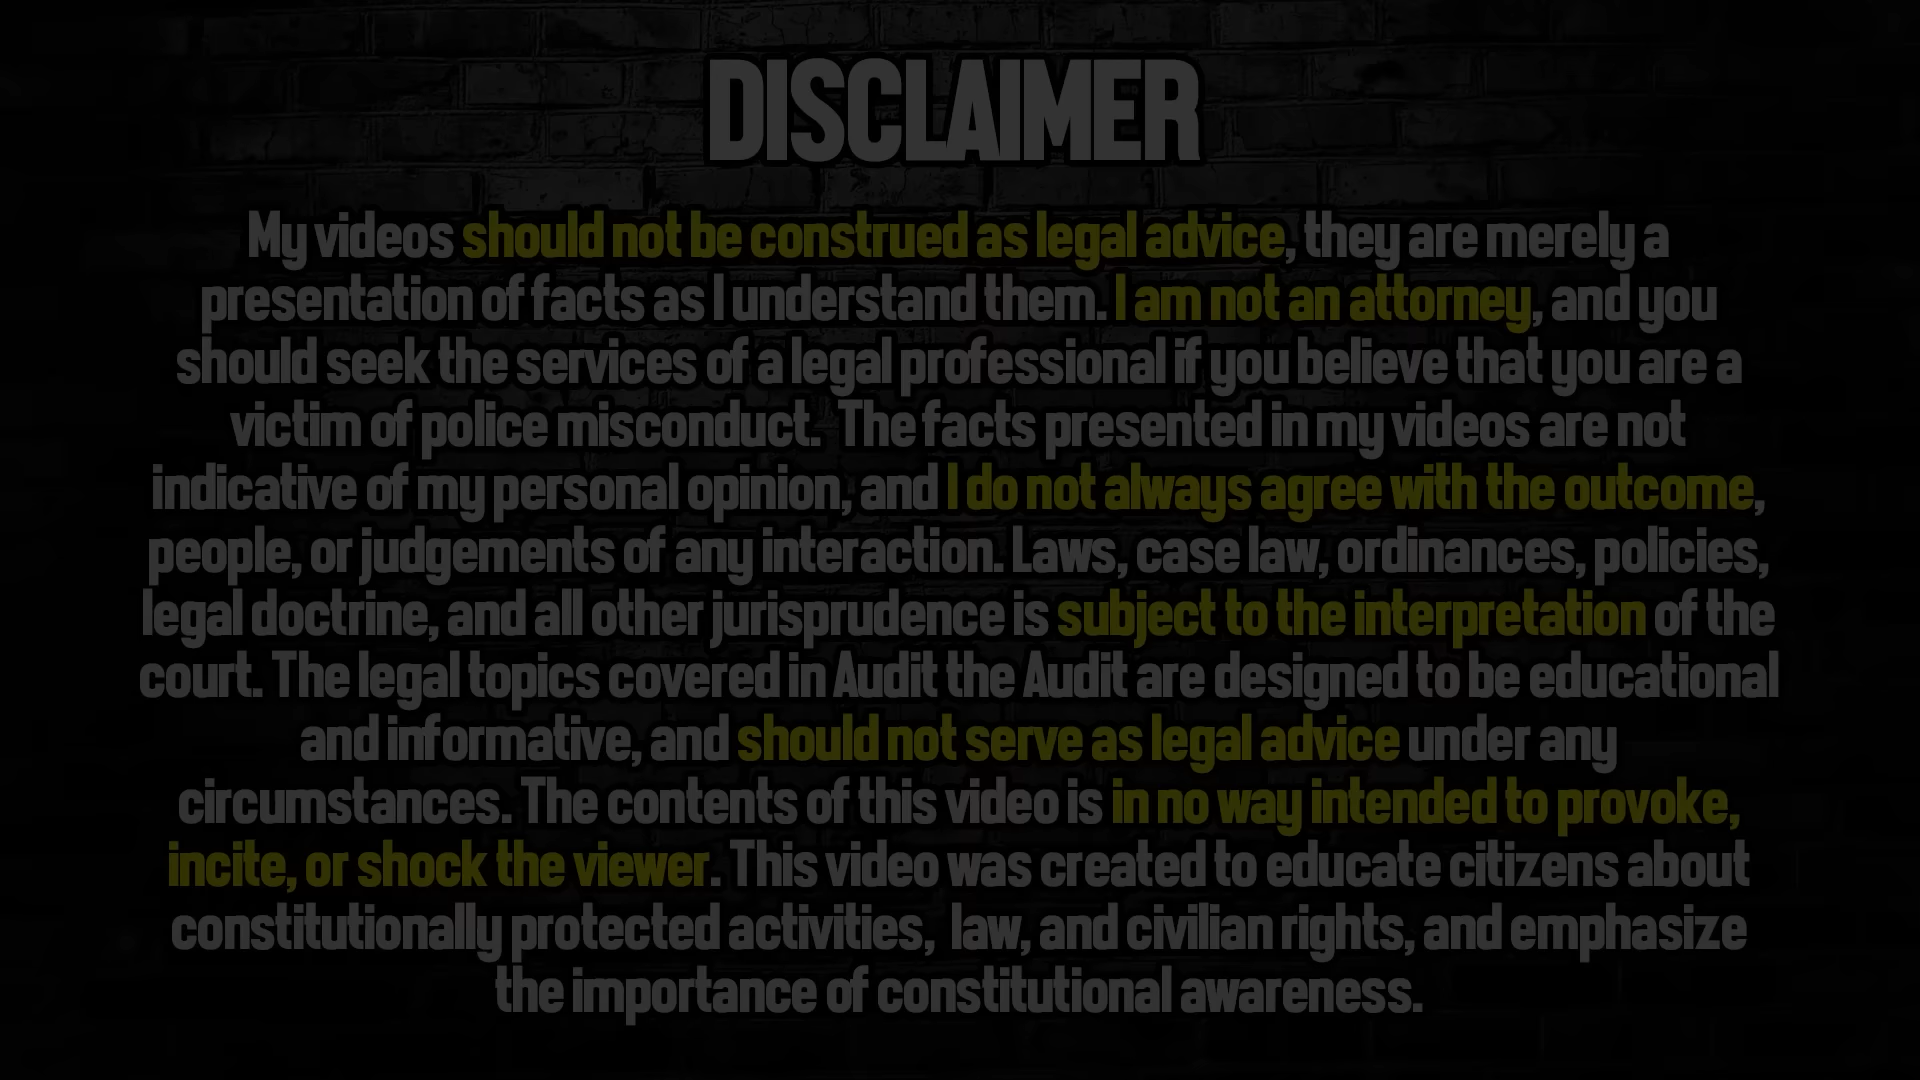 DISCLAIMER
My videos should not be construed as legal advice, they are merely a
presentation of facts as I understand them. I am not an attorney, and you
should seek the services of a legal professional if you believe that you are a
victim of police misconduct.  The facts presented in my videos are not
indicative of my personal opinion, and I do not always agree with the outcome,
people, or judgements of any interaction. Laws, case law, ordinances, policies,
legal doctrine, and all other jurisprudence is subject to the interpretation of the
court. The legal topics covered in Audit the Audit are designed to be educational
and informative, and should not serve as legal advice under any
circumstances. The contents of this video is in no way intended to provoke,
incite, or shock the viewer. This video was created to educate citizens about
constitutionally protected activities,  law, and civilian rights, and emphasize
the importance of constitutional awareness.